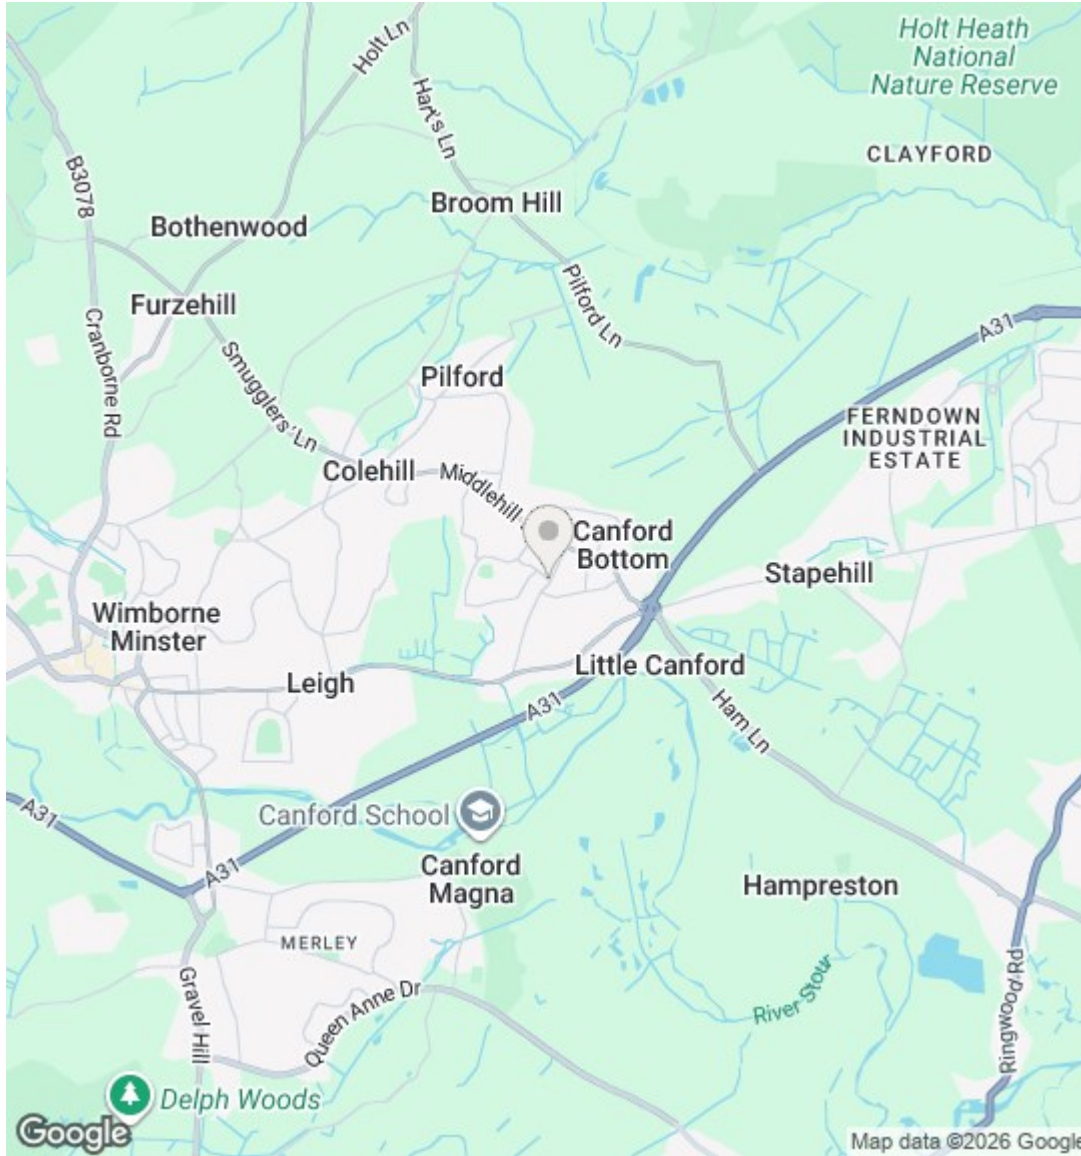 Holt Heath
National
Nature Reserve
Holt Ln
Hart's Ln
CLAYFORD
B3078
Broom Hill
Bothenwood
Pilford Ln
Furzehill
A31
Cranborne Rd
Smugglers' Ln
Pilford
FERNDOWN
INDUSTRIAL
ESTATE
Colehill
Middlehill
Canford
Bottom
Stapehill
Wimborne
Minster
Little Canford
Leigh
A31
Ham Ln
A31
Canford School
A31
Canford
Magna
Hampreston
MERLEY
Gravel Hill
Queen Anne Dr
River Stour
Ringwood Rd
Delph Woods
Google
Map data ©2026 Google